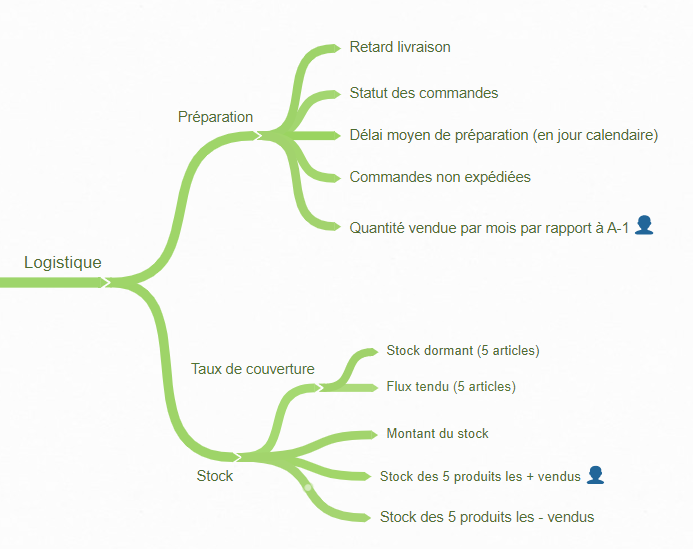 Retard livraison
Statut des commandes
Préparation
Délai moyen de préparation (en jour calendaire)
Commandes non expédiées
Quantité vendue par mois par rapport à A-1
Logistique
Stock dormant (5 articles)
Taux de couverture
Flux tendu (5 articles)
Montant du stock
Stock
Stock des 5 produits les + vendus
Stock des 5 produits les - vendus